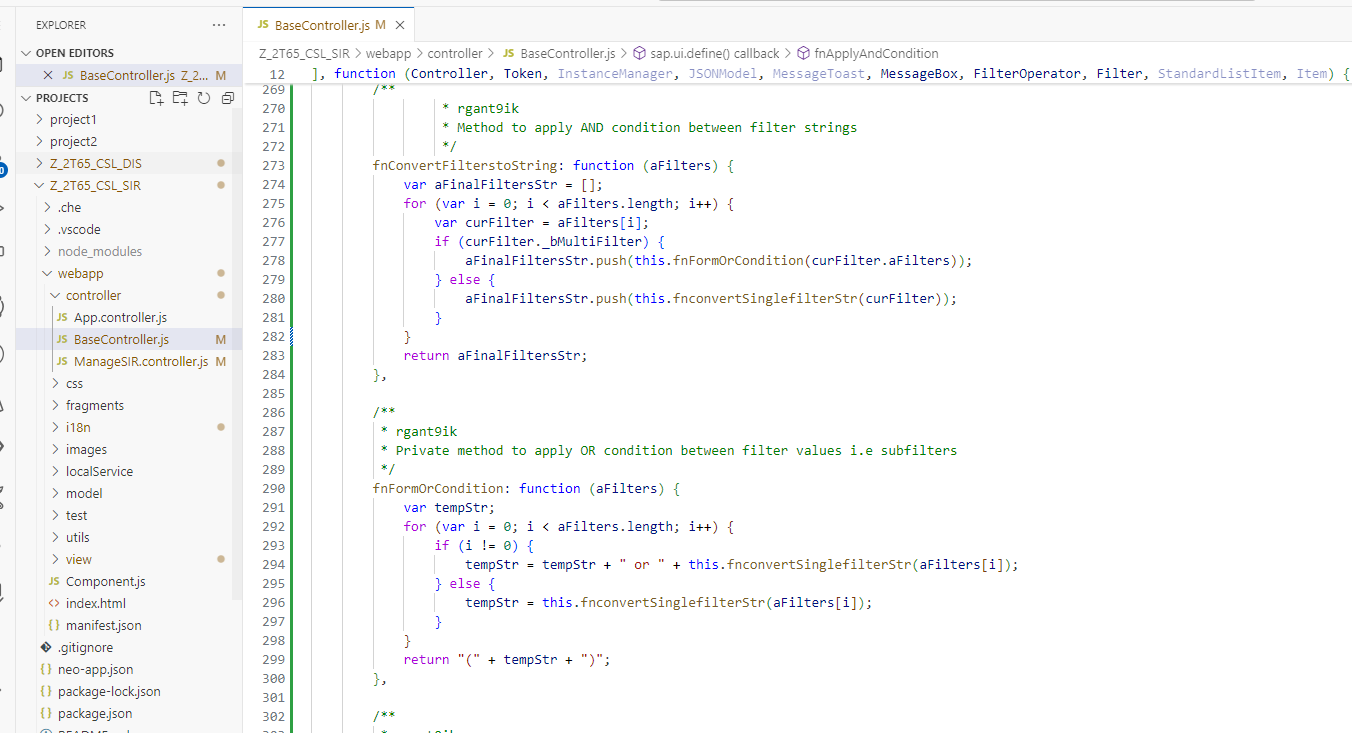 EXPLORER
OPEN EDITORS
JS BaseController.js Z_2... M
PROJECTS
project1
project2
Z_2T65_CSL_DIS
Z_2T65_CSL_SIR
.che
.vscode
node_modules
webapp
controller
JS App.controller.js
JS BaseController.js M
JS ManageSIR.controller.js M
css
fragments
i18n
images
localService
model
test
utils
view
JS Component.js
<> index.html
{} manifest.json
.gitignore
{} neo-app.json
{} package-lock.json
{} package.json
JS BaseController.js M
Z_2T65_CSL_SIR > webapp > controller > JS BaseController.js > sap.ui.define() callback > fnApplyAndCondition
12 ], function (Controller, Token, InstanceManager, JSONModel, MessageToast, MessageBox, FilterOperator, Filter, StandardListItem, Item) {
269 /**
270 * rgant9ik
271 * Method to apply AND condition between filter strings
272 */
273 fnConvertFilterstoString: function (aFilters) {
274 var aFinalFiltersStr = [];
275 for (var i = 0; i < aFilters.length; i++) {
276 var curFilter = aFilters[i];
277 if (curFilter._bMultiFilter) {
278 aFinalFiltersStr.push(this.fnFormOrCondition(curFilter.aFilters));
279 } else {
280 aFinalFiltersStr.push(this.fnconvertSinglefilterStr(curFilter));
281 }
282 }
283 return aFinalFiltersStr;
284 },
285
286 /**
287 * rgant9ik
288 * Private method to apply OR condition between filter values i.e subfilters
289 */
290 fnFormOrCondition: function (aFilters) {
291 var tempStr;
292 for (var i = 0; i < aFilters.length; i++) {
293 if (i != 0) {
294 tempStr = tempStr + " or " + this.fnconvertSinglefilterStr(aFilters[i]);
295 } else {
296 tempStr = this.fnconvertSinglefilterStr(aFilters[i]);
297 }
298 }
299 return "(" + tempStr + ")";
300 },
301
302 /**